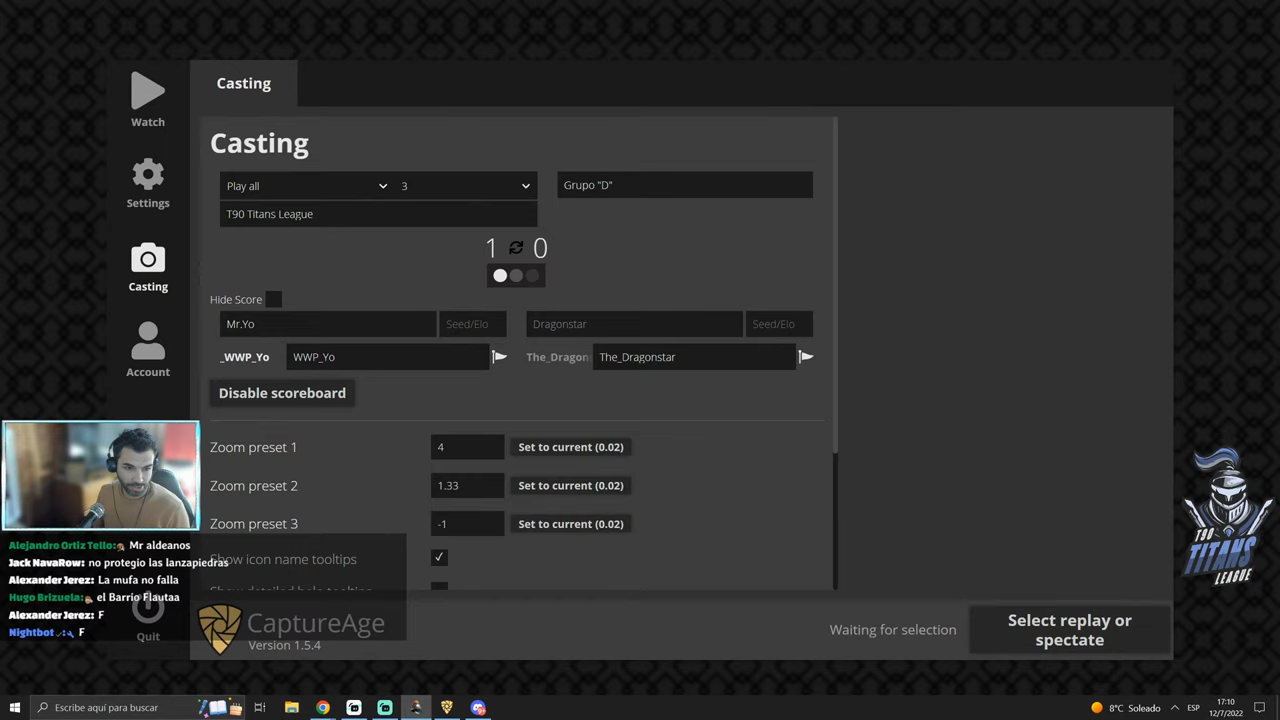 Casting
Watch
Settings
Casting
Account
Quit
Casting
Play all
3
Grupo "D"
T90 Titans League
1 0
Hide Score
Mr.Yo
Seed/Elo
Dragonstar
Seed/Elo
_WWP_Yo
WWP_Yo
The_Dragon
The_Dragonstar
Disable scoreboard
Zoom preset 1
4
Set to current (0.02)
Zoom preset 2
1.33
Set to current (0.02)
Zoom preset 3
-1
Set to current (0.02)
Show icon name tooltips
Show detailed help tooltips
Alejandro Ortiz Tello: Mr aldeanos
Jack NavaRow: no protegio las lanzapiedras
Alexander Jerez: La mufa no falla
Hugo Brizuela: el Barrio Flautaa
Alexander Jerez: F
Nightbot : F
CaptureAge
Version 1.5.4
Waiting for selection
Select replay or
spectate
T90
TITANS
LEAGUE
Escribe aquí para buscar
8°C Soleado
ESP
17:10
12/7/2022